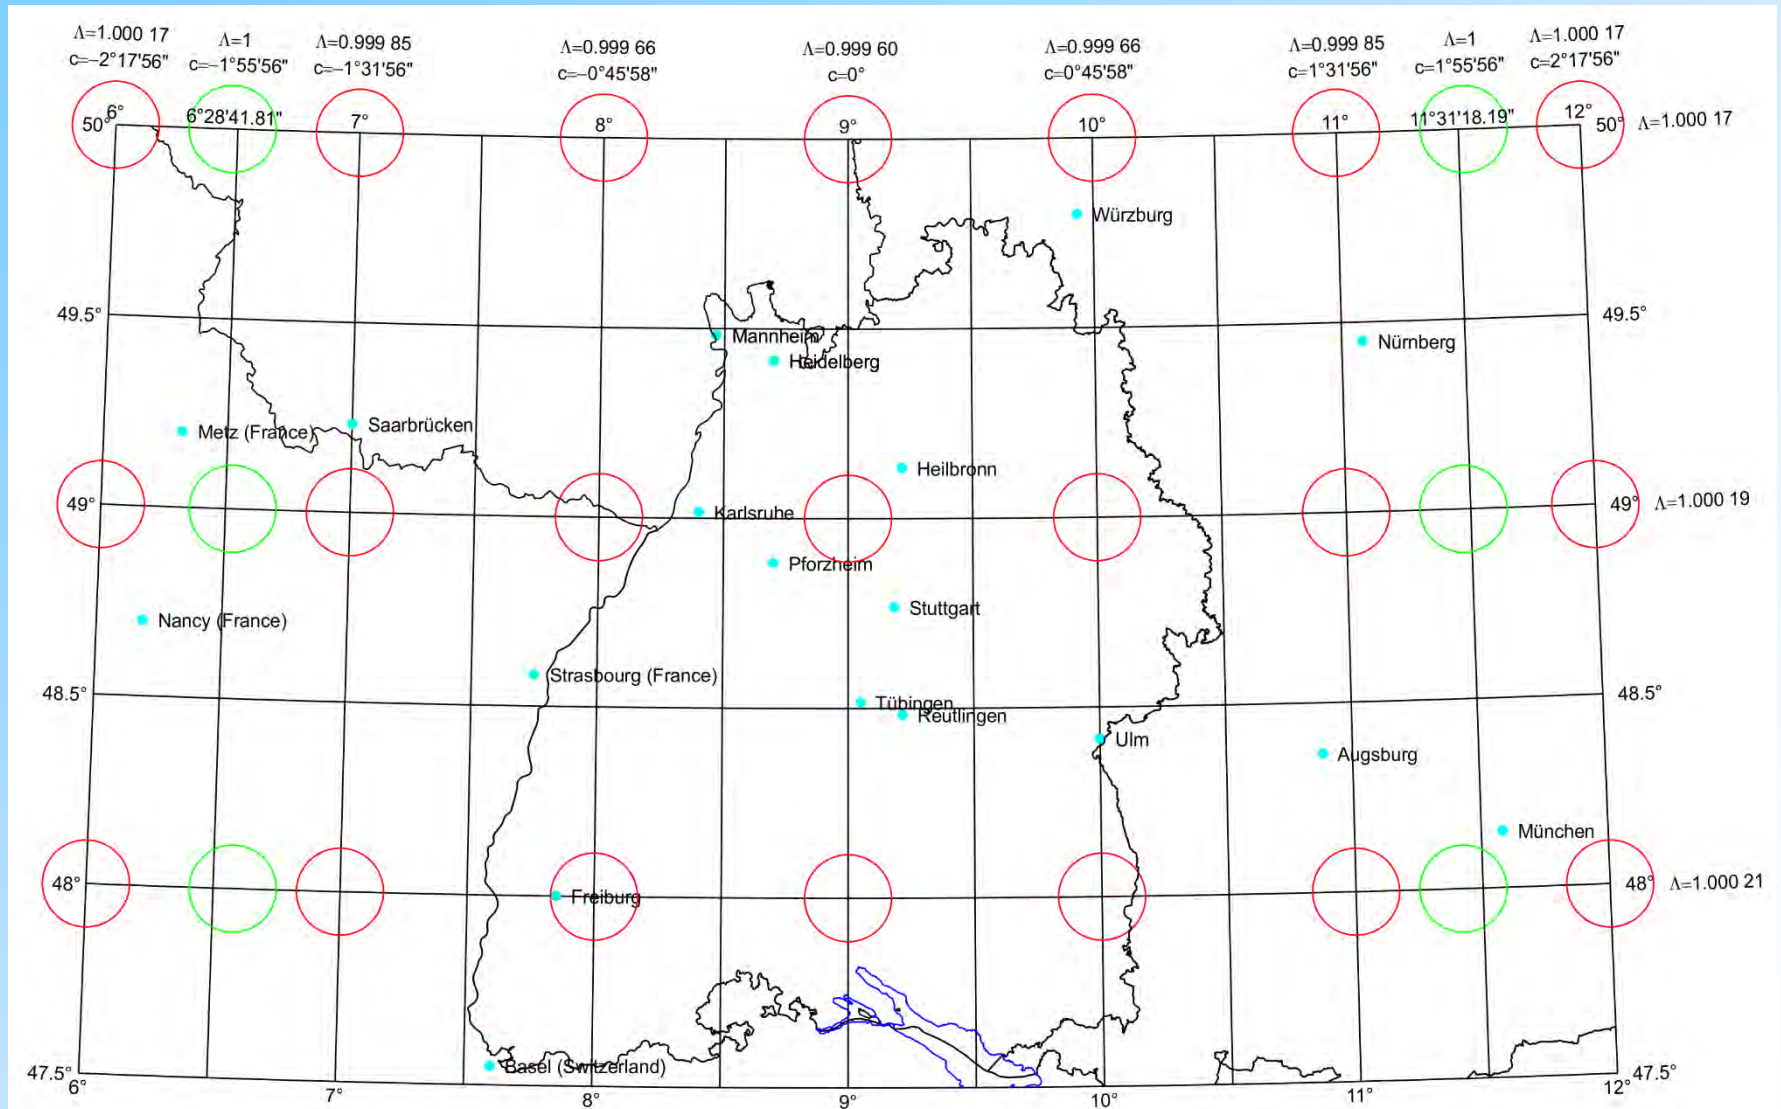 Λ=1.000 17
c=−2°17'56"
Λ=1
c=−1°55'56"
Λ=0.999 85
c=−1°31'56"
Λ=0.999 66
c=−0°45'58"
Λ=0.999 60
c=0°
Λ=0.999 66
c=0°45'58"
Λ=0.999 85
c=1°31'56"
Λ=1
c=1°55'56"
Λ=1.000 17
c=2°17'56"
6°
6°28'41.81"
7°
8°
9°
10°
11°
11°31'18.19"
12°
50°
50°
Λ=1.000 17
Würzburg
49.5°
49.5°
Mannheim
Nürnberg
Heidelberg
Saarbrücken
Metz (France)
Heilbronn
49°
49°
Λ=1.000 19
Karlsruhe
Pforzheim
Stuttgart
Nancy (France)
Strasbourg (France)
48.5°
48.5°
Tübingen
Reutlingen
Ulm
Augsburg
München
48°
48°
Λ=1.000 21
Freiburg
Basel (Switzerland)
47.5°
47.5°
6°
7°
8°
9°
10°
11°
12°